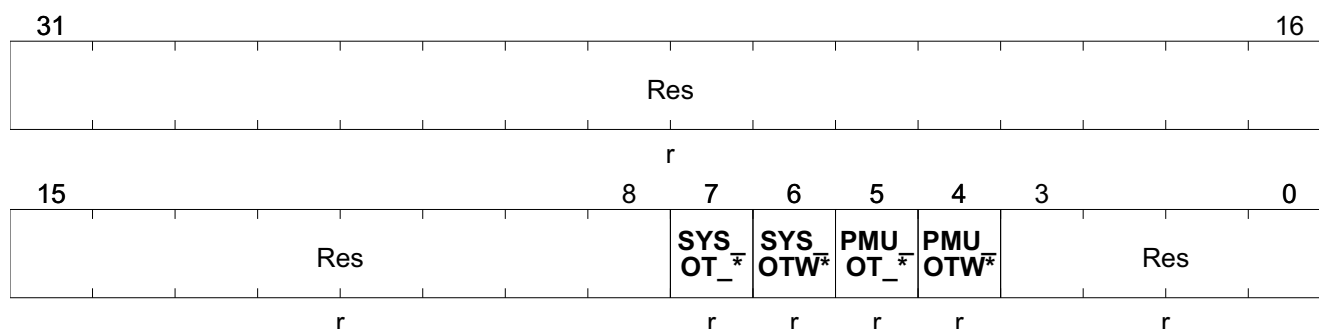 31 16
Res
r
15 8 7 6 5 4 3 0
Res SYS_ OT_* SYS_ OTW* PMU_ OT_* PMU_ OTW* Res
r r r r r r